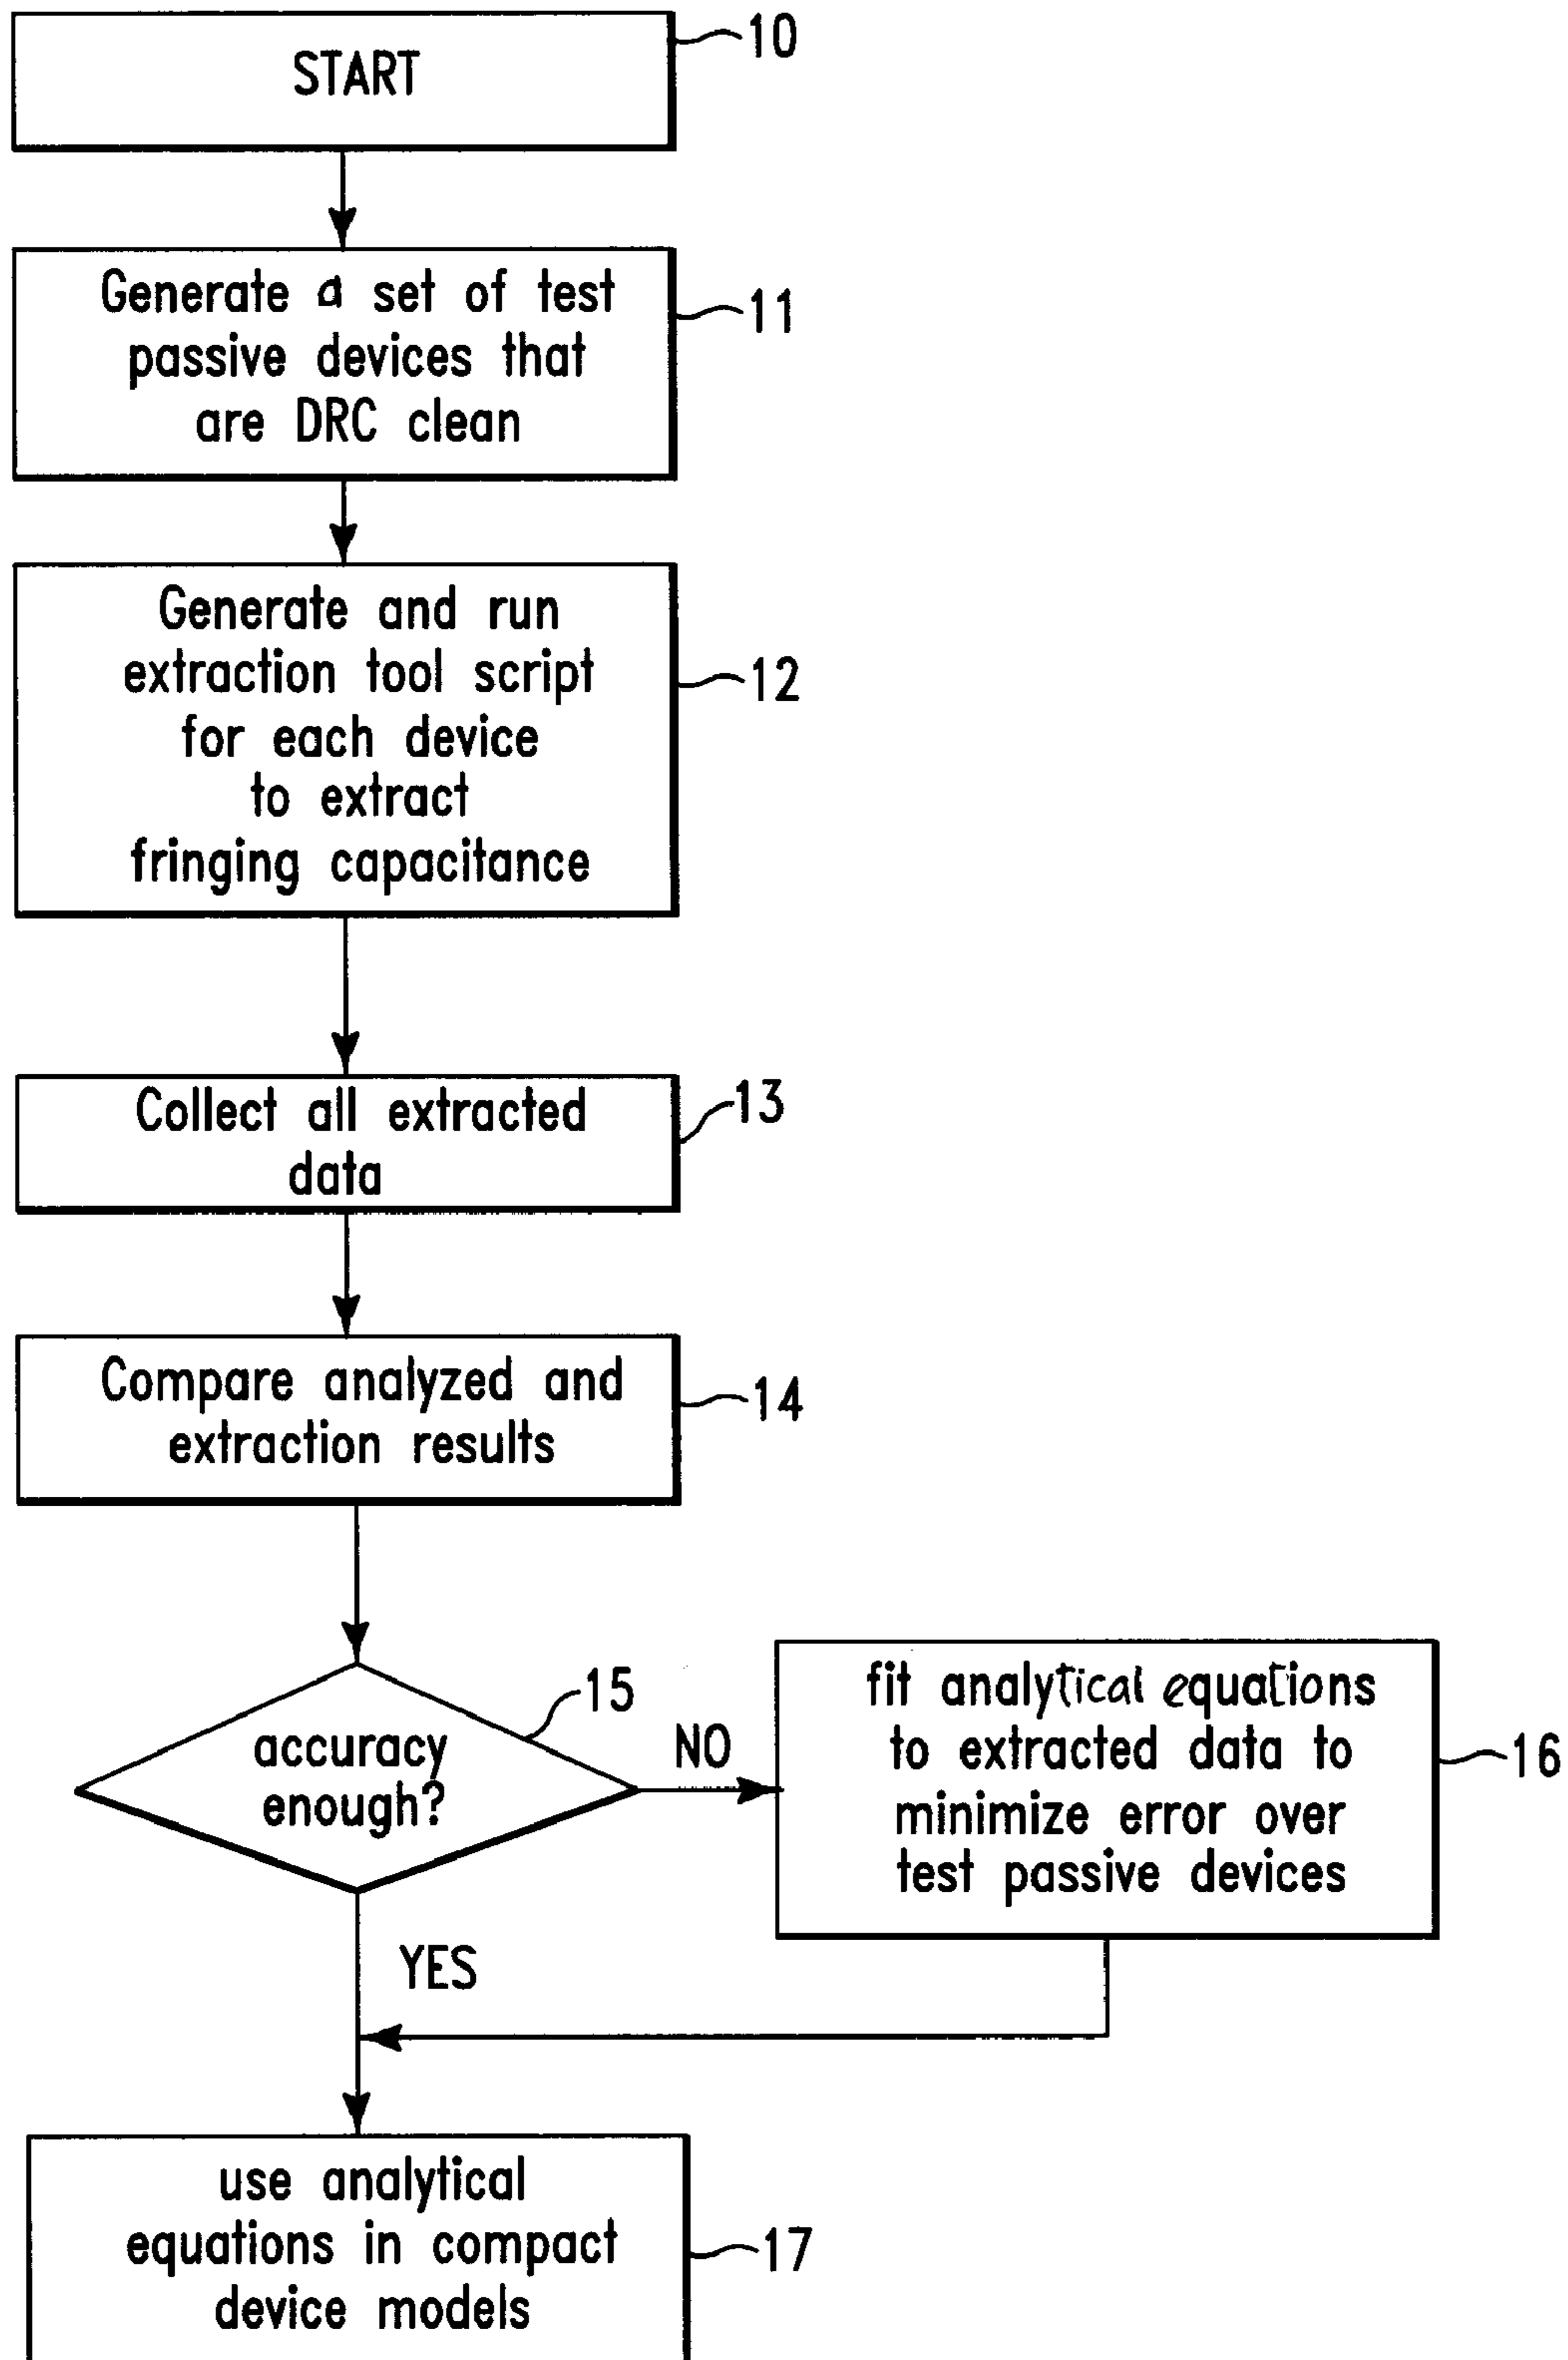 START
10
Generate a set of test
passive devices that
are DRC clean
11
Generate and run
extraction tool script
for each device
to extract
fringing capacitance
12
Collect all extracted
data
13
Compare analyzed and
extraction results
14
accuracy
enough?
15
NO
fit analytical equations
to extracted data to
minimize error over
test passive devices
16
YES
use analytical
equations in compact
device models
17